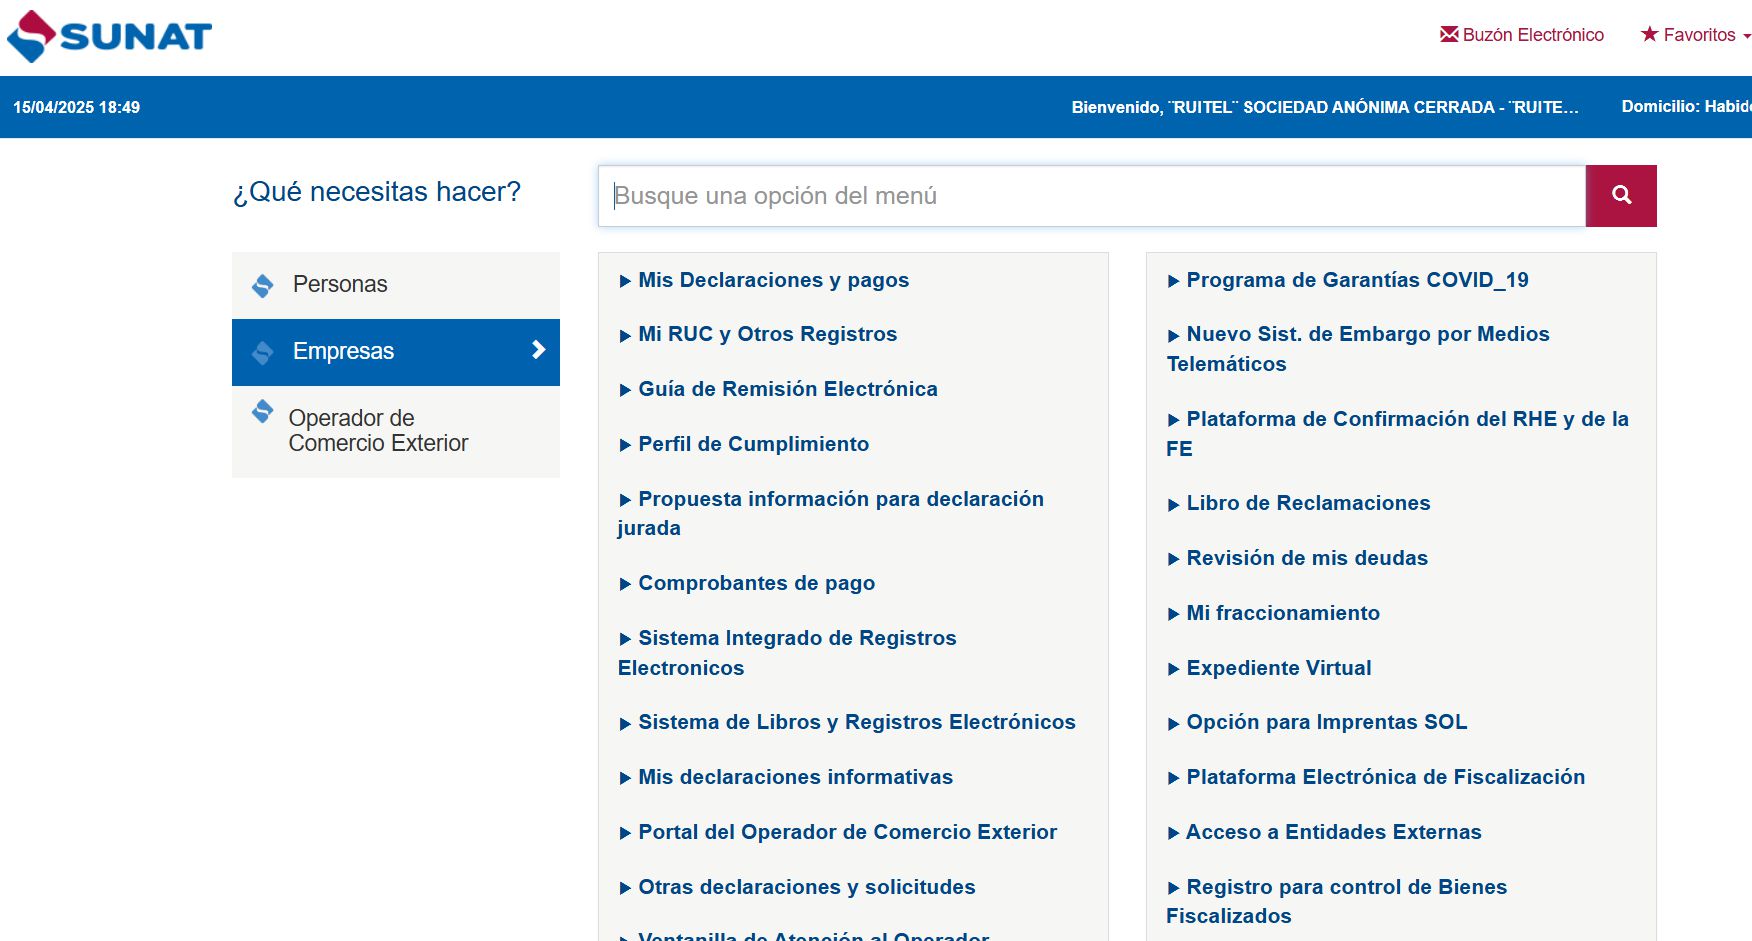 SUNAT
Buzón Electrónico
Favoritos
15/04/2025 18:49
Bienvenido, ¨RUITEL¨ SOCIEDAD ANÓNIMA CERRADA - ¨RUITE...
Domicilio: Habido
¿Qué necesitas hacer?
Busque una opción del menú
Personas
Empresas
Operador de
Comercio Exterior
Mis Declaraciones y pagos
Mi RUC y Otros Registros
Guía de Remisión Electrónica
Perfil de Cumplimiento
Propuesta información para declaración
jurada
Comprobantes de pago
Sistema Integrado de Registros
Electronicos
Sistema de Libros y Registros Electrónicos
Mis declaraciones informativas
Portal del Operador de Comercio Exterior
Otras declaraciones y solicitudes
Ventanilla de Atención al Operador
Programa de Garantías COVID_19
Nuevo Sist. de Embargo por Medios
Telemáticos
Plataforma de Confirmación del RHE y de la
FE
Libro de Reclamaciones
Revisión de mis deudas
Mi fraccionamiento
Expediente Virtual
Opción para Imprentas SOL
Plataforma Electrónica de Fiscalización
Acceso a Entidades Externas
Registro para control de Bienes
Fiscalizados